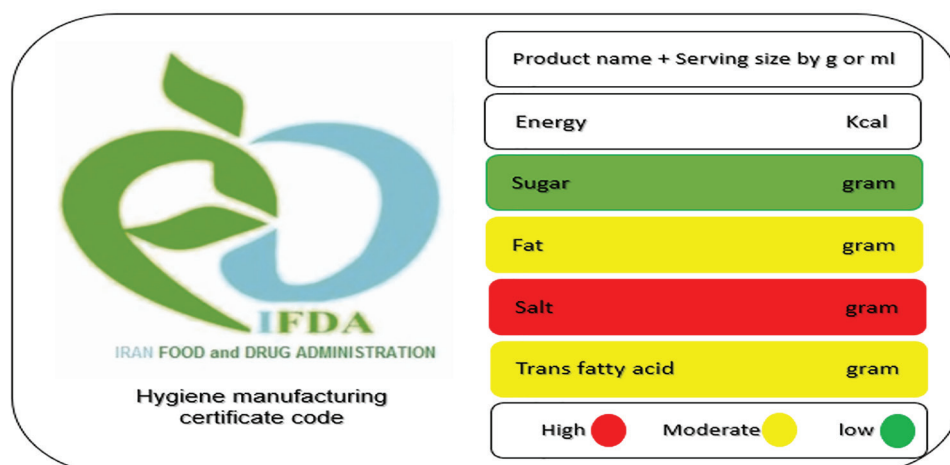 IFDA
IRAN FOOD and DRUG ADMINISTRATION
Hygiene manufacturing
certificate code
Product name + Serving size by g or ml
Energy Kcal
Sugar gram
Fat gram
Salt gram
Trans fatty acid gram
High Moderate low